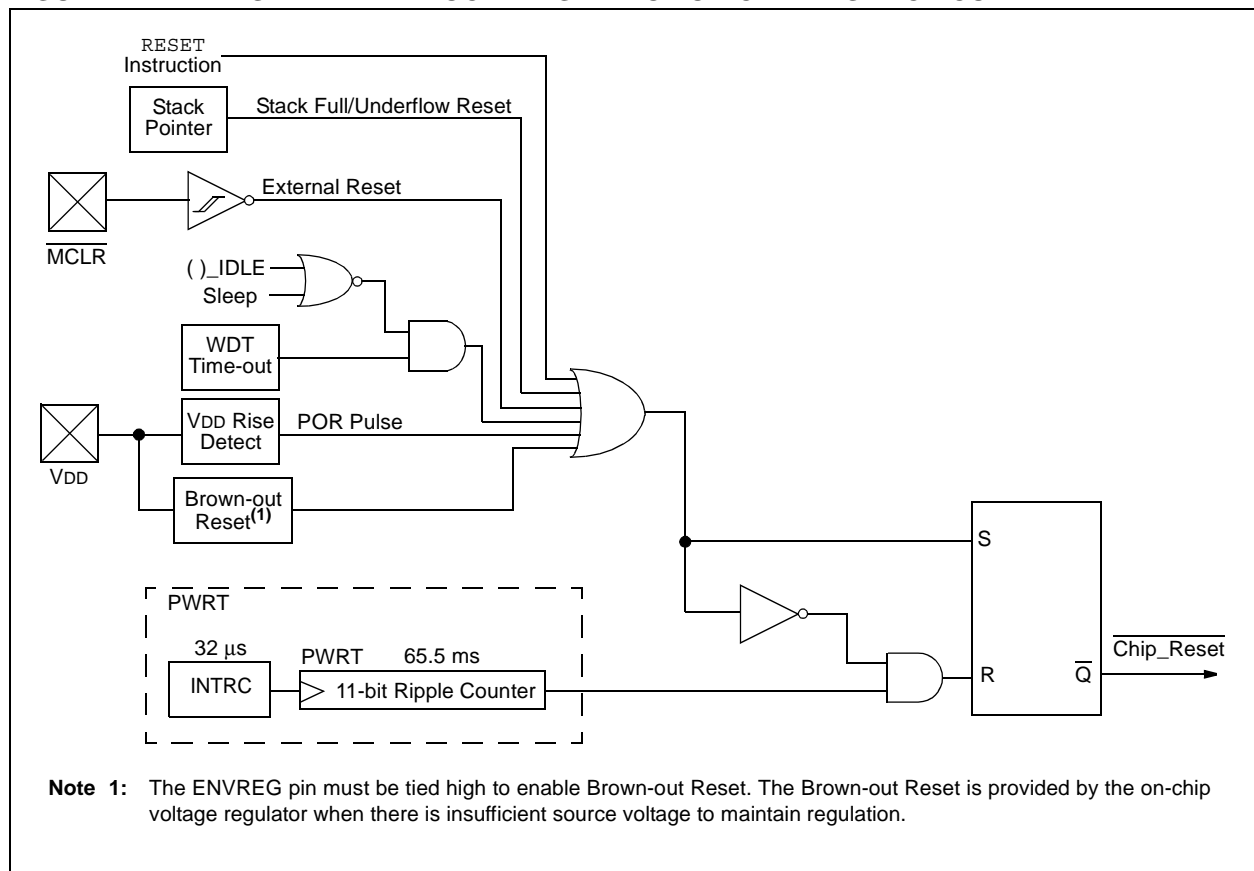 RESET
Instruction
Stack
Pointer
Stack Full/Underflow Reset
External Reset
MCLR
( )_IDLE
Sleep
WDT
Time-out
VDD Rise
Detect
POR Pulse
VDD
Brown-out
Reset(1)
S
PWRT
32 µs
PWRT 65.5 ms
INTRC
11-bit Ripple Counter
R
Q
Chip_Reset
Note 1: The ENVREG pin must be tied high to enable Brown-out Reset. The Brown-out Reset is provided by the on-chip
voltage regulator when there is insufficient source voltage to maintain regulation.